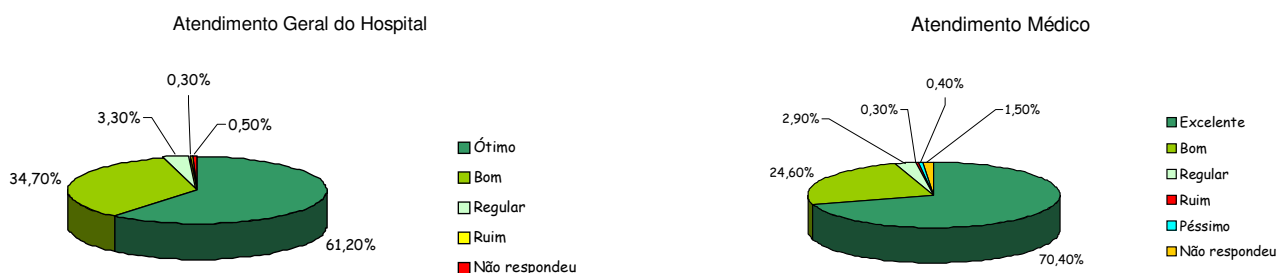 Atendimento Geral do Hospital
0,30%
3,30%
0,50%
34,70%
61,20%
Ótimo
Bom
Regular
Ruim
Não respondeu
Atendimento Médico
0,40%
0,30%
1,50%
2,90%
24,60%
70,40%
Excelente
Bom
Regular
Ruim
Péssimo
Não respondeu